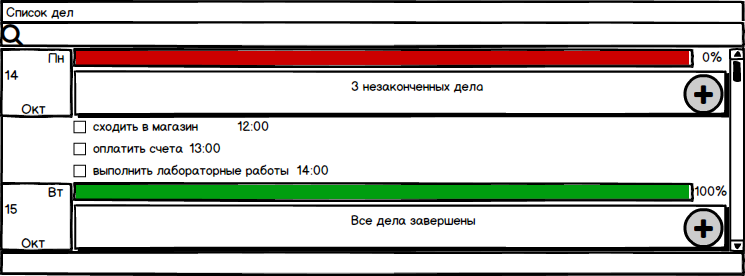 Список дел
Пн
0%
14
3 незаконченных дела
Окт
сходить в магазин 12:00
оплатить счета 13:00
выполнить лабораторные работы 14:00
Вт
100%
15
Все дела завершены
Окт